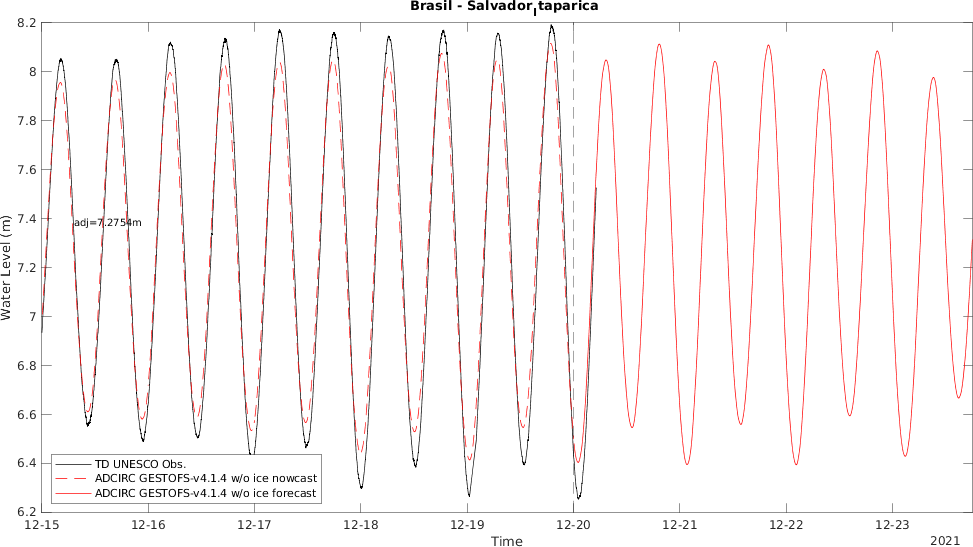 Brasil - Salvador_Itaparica
8.2
8
7.8
7.6
7.4
7.2
7
6.8
6.6
6.4
6.2
Water Level (m)
adj=7.2754m
TD UNESCO Obs.
ADCIRC GESTOFS-v4.1.4 w/o ice nowcast
ADCIRC GESTOFS-v4.1.4 w/o ice forecast
12-15 12-16 12-17 12-18 12-19 12-20 12-21 12-22 12-23
Time
2021